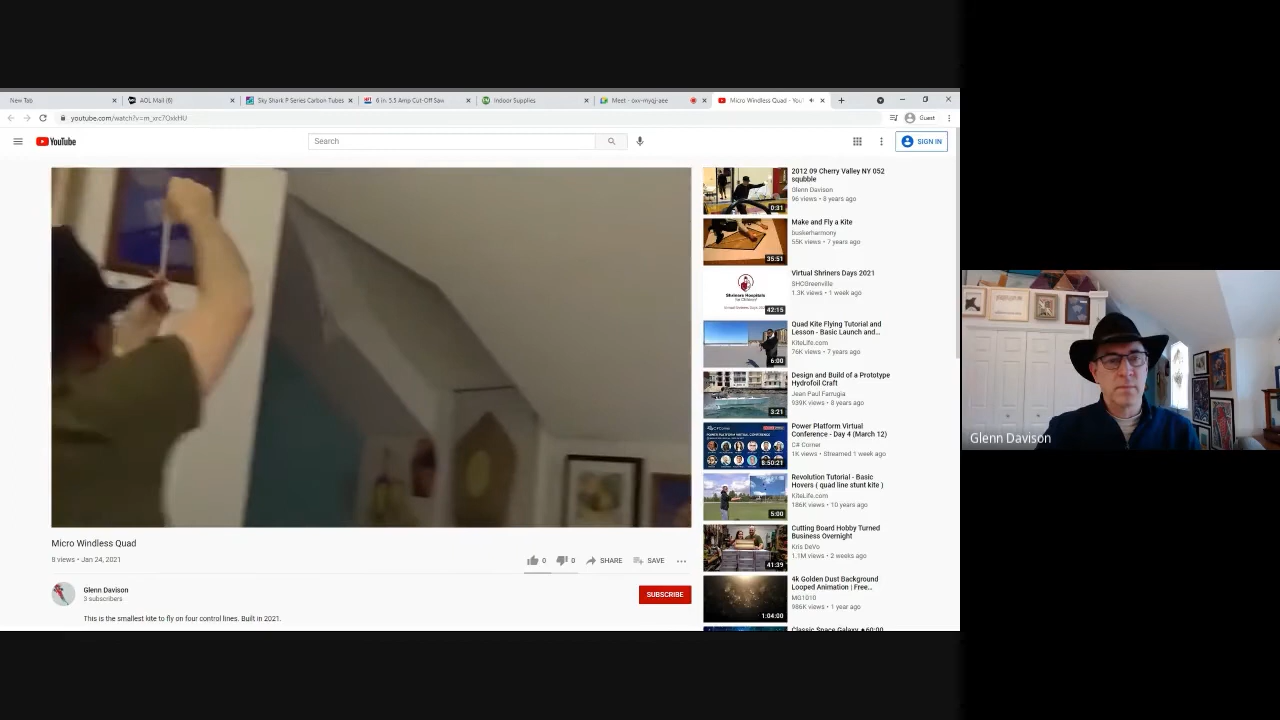 New Tab
AOL Mail (6)
Sky Shark P Series Carbon Tubes
6 in. 5.5 Amp Cut-Off Saw
Indoor Supplies
Meet - oxv-myqj-aee
Micro Windless Quad - You
youtube.com/watch?v=m_xrc7OxkHU
Guest
YouTube
Search
SIGN IN
2012 09 Cherry Valley NY 052
squbble
Glenn Davison
96 views • 8 years ago
0:31
Make and Fly a Kite
buskerharmony
55K views • 7 years ago
35:51
Virtual Shriners Days 2021
SHCGreenville
1.3K views • 1 week ago
Shriners Hospitals
for Children
42:15
Quad Kite Flying Tutorial and
Lesson - Basic Launch and...
KiteLife.com
76K views • 7 years ago
6:00
Design and Build of a Prototype
Hydrofoil Craft
Jean Paul Farrugia
939K views • 8 years ago
3:21
Power Platform Virtual
Conference - Day 4 (March 12)
C# Corner
1K views • Streamed 1 week ago
8:50:21
Revolution Tutorial - Basic
Hovers ( quad line stunt kite )
KiteLife.com
186K views • 10 years ago
5:00
Cutting Board Hobby Turned
Business Overnight
Kris DeVo
1.1M views • 2 weeks ago
41:39
4k Golden Dust Background
Looped Animation | Free...
MG1010
986K views • 1 year ago
1:04:00
Classic Space Galaxy
Micro Windless Quad
8 views • Jan 24, 2021
0
0
SHARE
SAVE
Glenn Davison
3 subscribers
SUBSCRIBE
This is the smallest kite to fly on four control lines. Built in 2021.
Glenn Davison